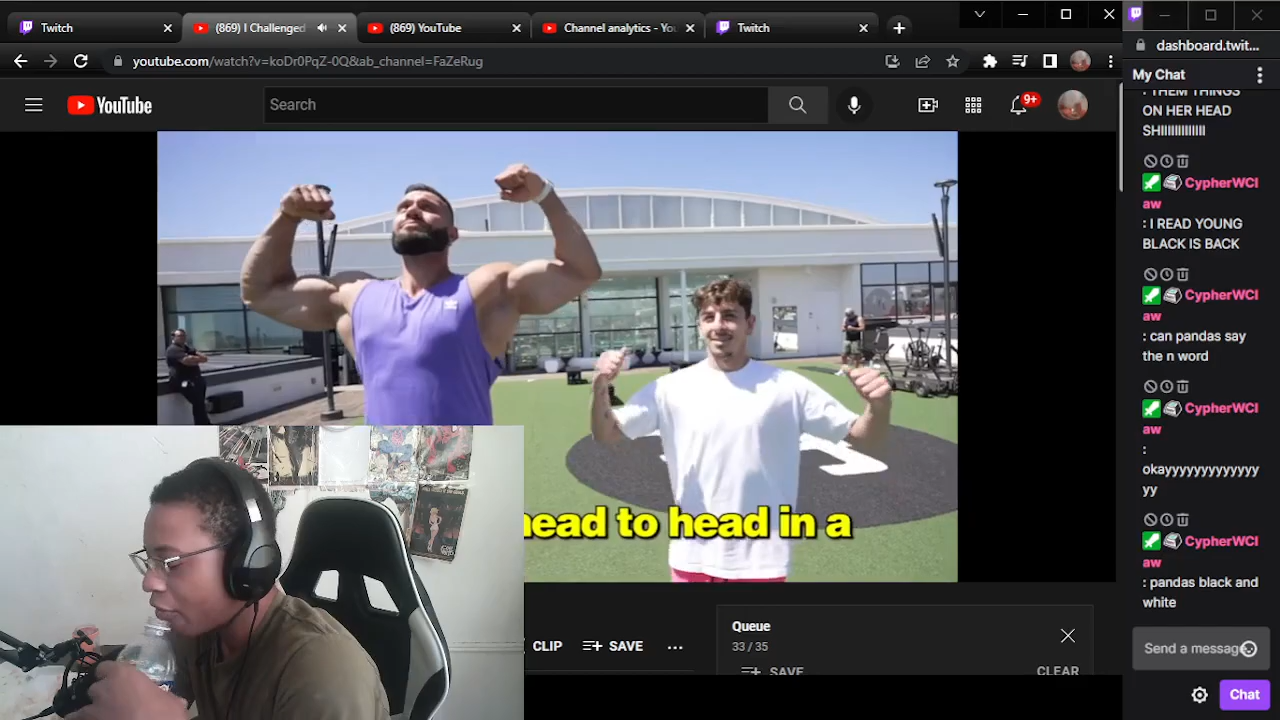 Twitch
(869) I Challenged
(869) YouTube
Channel analytics - Yo
Twitch
youtube.com/watch?v=koDr0PqZ-0Q&ab_channel=FaZeRug
dashboard.twit...
YouTube
Search
9+
My Chat
: THEM THINGS
ON HER HEAD
SHIIIIIIIIIIII
CypherWCl
aw
: I READ YOUNG
BLACK IS BACK
CypherWCl
aw
: can pandas say
the n word
CypherWCl
aw
:
okayyyyyyyyyyyyy
yy
CypherWCl
aw
: pandas black and
white
head to head in a
CLIP
SAVE
...
Queue
33 / 35
SAVE
CLEAR
Send a message
Chat